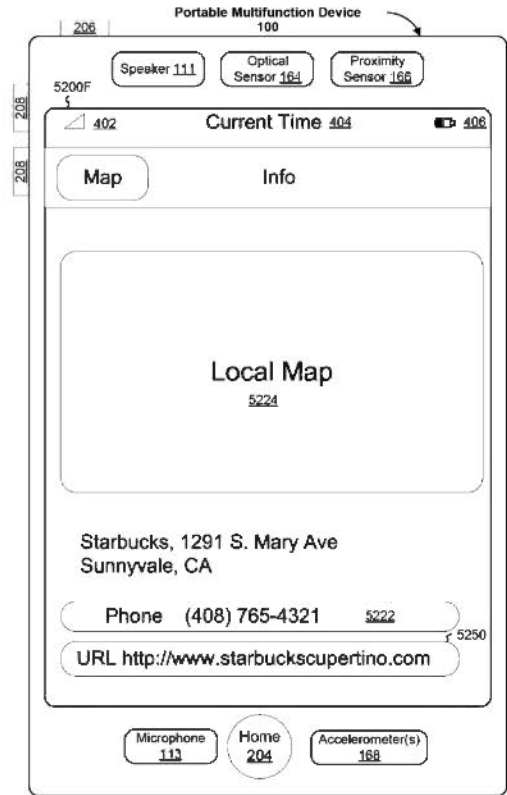 Portable Multifunction Device
100
206
Speaker 111
Optical
Sensor 164
Proximity
Sensor 166
5200F
208
402
Current Time 404
406
208
Map
Info
Local Map
5224
Starbucks, 1291 S. Mary Ave
Sunnyvale, CA
Phone (408) 765-4321 5222
5250
URL http://www.starbuckscupertino.com
Microphone
113
Home
204
Accelerometer(s)
168